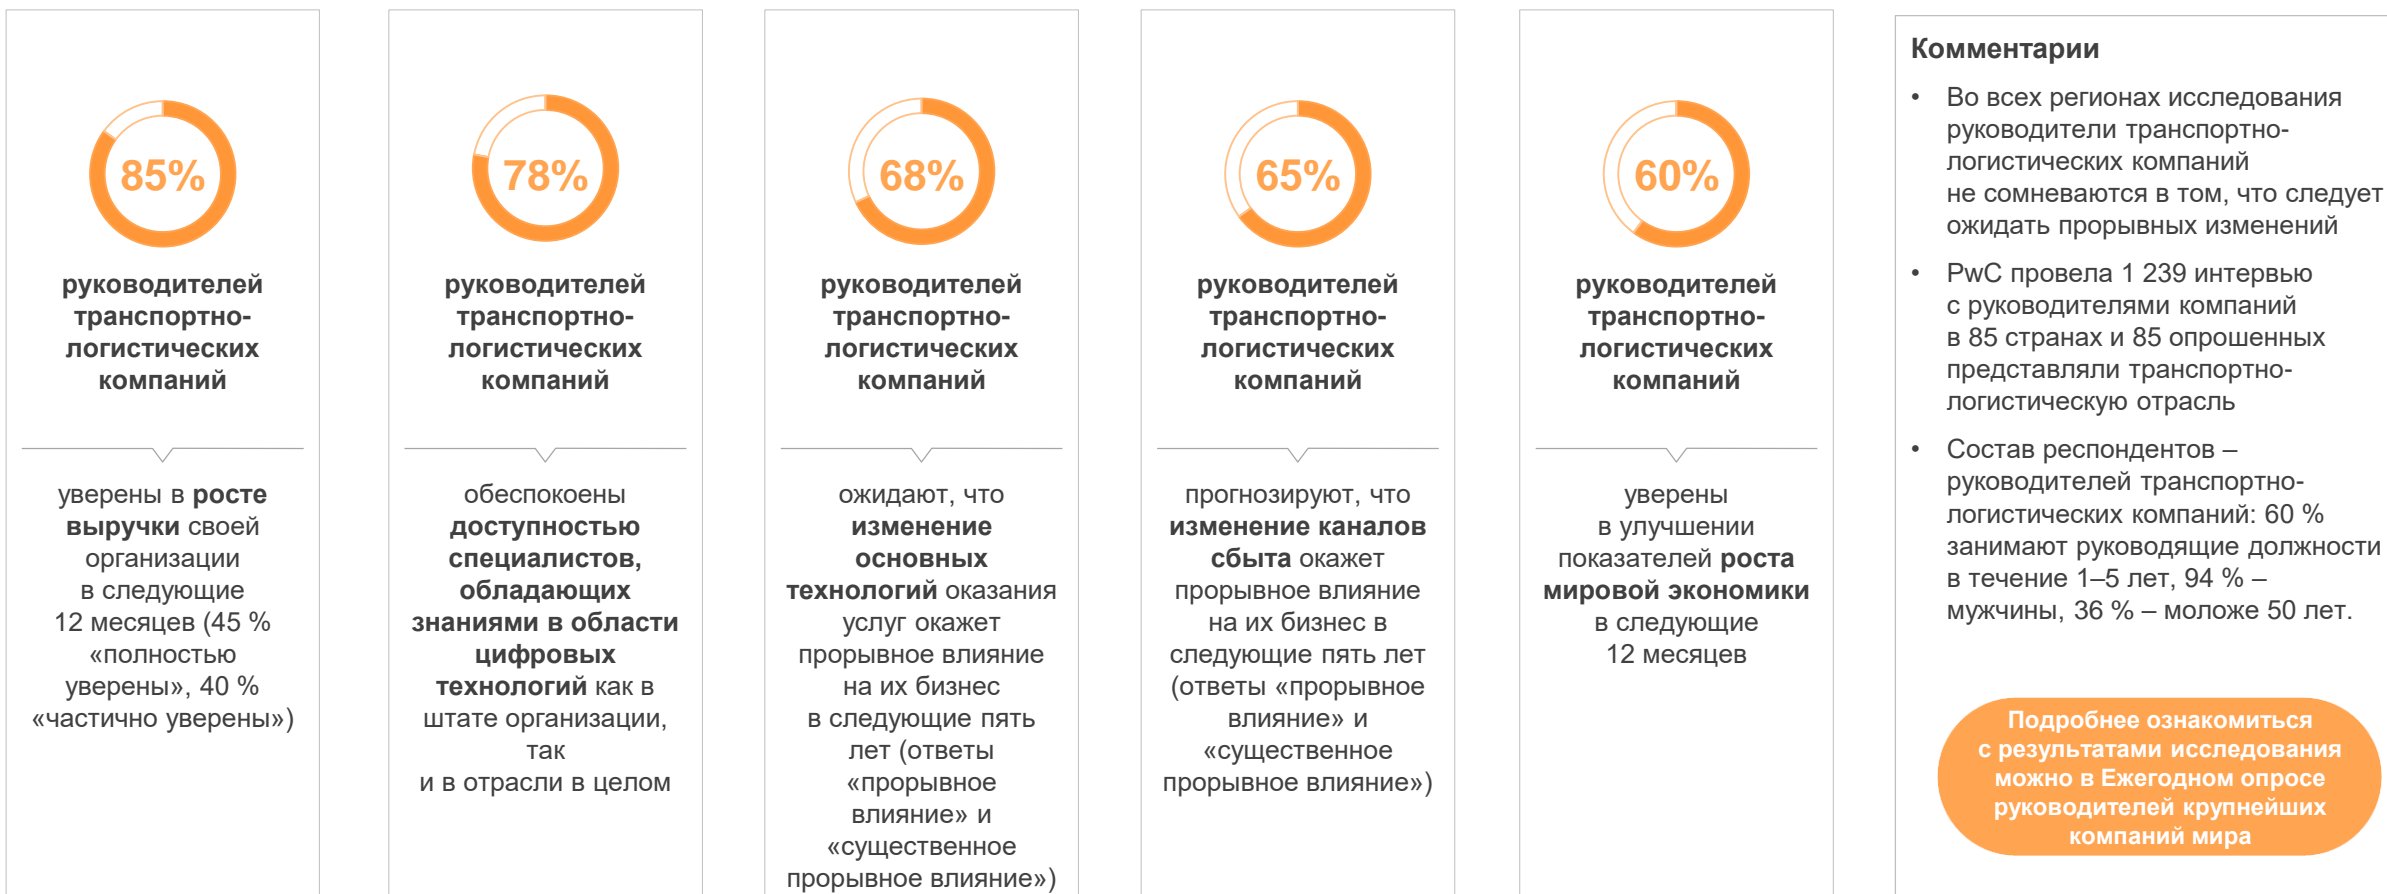 85%
руководителей
транспортно-
логистических
компаний
уверены в росте
выручки своей
организации
в следующие
12 месяцев (45 %
«полностью
уверены», 40 %
«частично уверены»)
78%
руководителей
транспортно-
логистических
компаний
обеспокоены
доступностью
специалистов,
обладающих
знаниями в области
цифровых
технологий как в
штате организации,
так
и в отрасли в целом
68%
руководителей
транспортно-
логистических
компаний
ожидают, что
изменение
основных
технологий оказания
услуг окажет
прорывное влияние
на их бизнес
в следующие пять
лет (ответы
«прорывное
влияние» и
«существенное
прорывное влияние»)
65%
руководителей
транспортно-
логистических
компаний
прогнозируют, что
изменение каналов
сбыта окажет
прорывное влияние
на их бизнес в
следующие пять лет
(ответы «прорывное
влияние» и
«существенное
прорывное влияние»)
60%
руководителей
транспортно-
логистических
компаний
уверены
в улучшении
показателей роста
мировой экономики
в следующие
12 месяцев
Комментарии
• Во всех регионах исследования
руководители транспортно-
логистических компаний
не сомневаются в том, что следует
ожидать прорывных изменений
• PwC провела 1 239 интервью
с руководителями компаний
в 85 странах и 85 опрошенных
представляли транспортно-
логистическую отрасль
• Состав респондентов –
руководителей транспортно-
логистических компаний: 60 %
занимают руководящие должности
в течение 1–5 лет, 94 % –
мужчины, 36 % – моложе 50 лет.
Подробнее ознакомиться
с результатами исследования
можно в Ежегодном опросе
руководителей крупнейших
компаний мира